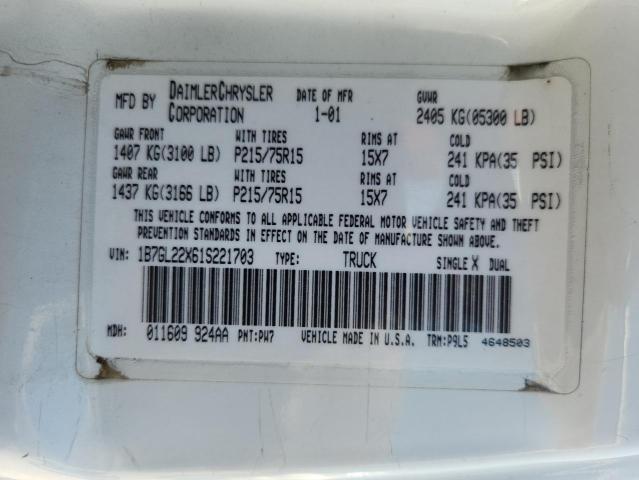 MFD BY DAIMLERCHRYSLER CORPORATION DATE OF MFR 1-01 GVWR 2405 KG(05300 LB)
GAWR FRONT WITH TIRES RIMS AT COLD
1407 KG(3100 LB) P215/75R15 15X7 241 KPA(35 PSI)
GAWR REAR WITH TIRES RIMS AT COLD
1437 KG(3166 LB) P215/75R15 15X7 241 KPA(35 PSI)
THIS VEHICLE CONFORMS TO ALL APPLICABLE FEDERAL MOTOR VEHICLE SAFETY AND THEFT
PREVENTION STANDARDS IN EFFECT ON THE DATE OF MANUFACTURE SHOWN ABOVE.
VIN: 1B7GL22X61S221703 TYPE: TRUCK SINGLE X DUAL
MDH: 011609 924AA PNT:PW7 VEHICLE MADE IN U.S.A. TRM:P9L5 4648503